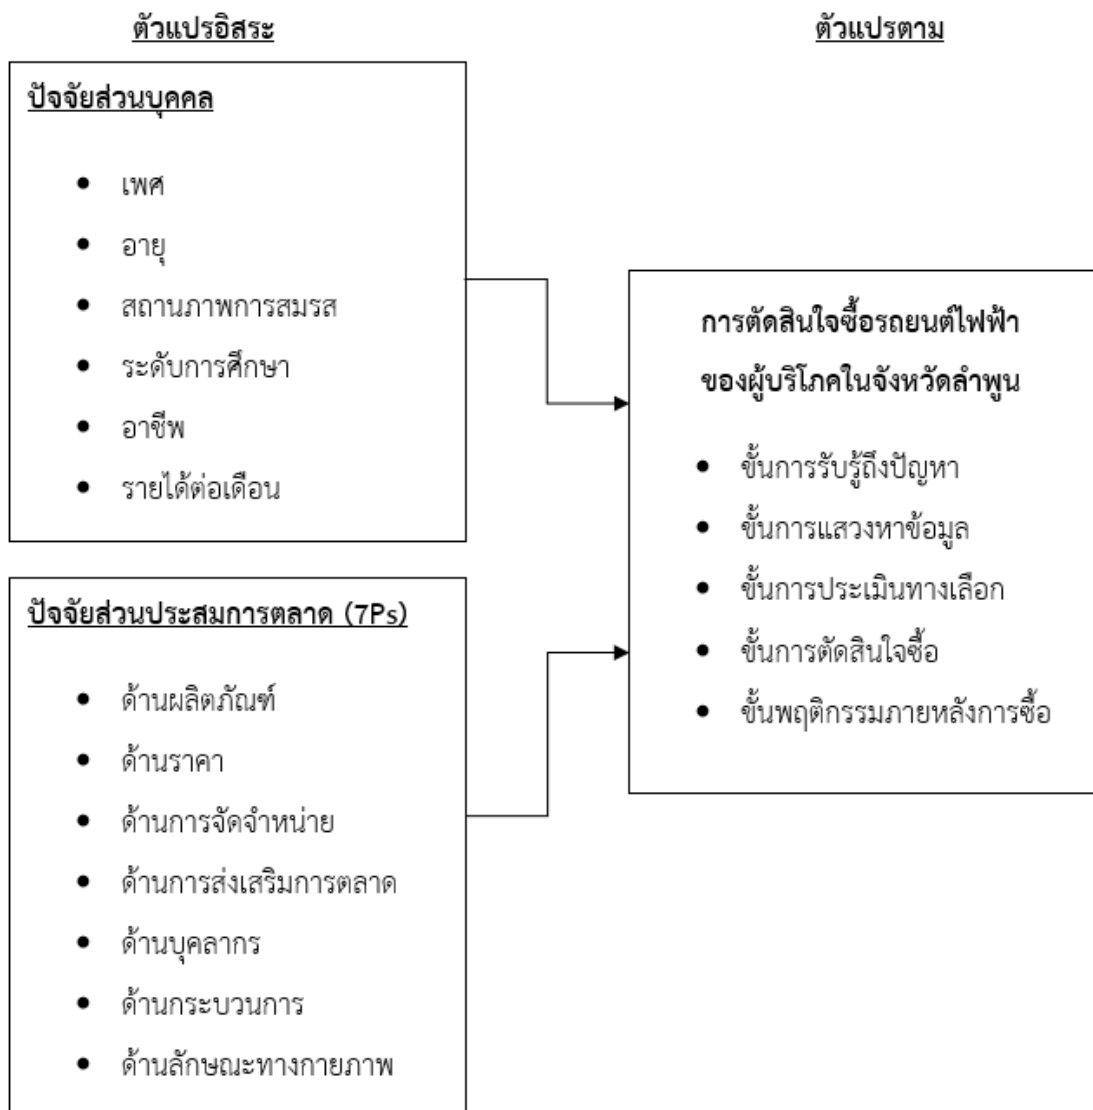 ตัวแปรอิสระ
ตัวแปรตาม
ปัจจัยส่วนบุคคล
• เพศ
• อายุ
• สถานภาพการสมรส
• ระดับการศึกษา
• อาชีพ
• รายได้ต่อเดือน
ปัจจัยส่วนประสมการตลาด (7Ps)
• ด้านผลิตภัณฑ์
• ด้านราคา
• ด้านการจัดจำหน่าย
• ด้านการส่งเสริมการตลาด
• ด้านบุคลากร
• ด้านกระบวนการ
• ด้านลักษณะทางกายภาพ
การตัดสินใจซื้อรถยนต์ไฟฟ้า
ของผู้บริโภคในจังหวัดลำพูน
• ขั้นการรับรู้ถึงปัญหา
• ขั้นการแสวงหาข้อมูล
• ขั้นการประเมินทางเลือก
• ขั้นการตัดสินใจซื้อ
• ขั้นพฤติกรรมภายหลังการซื้อ